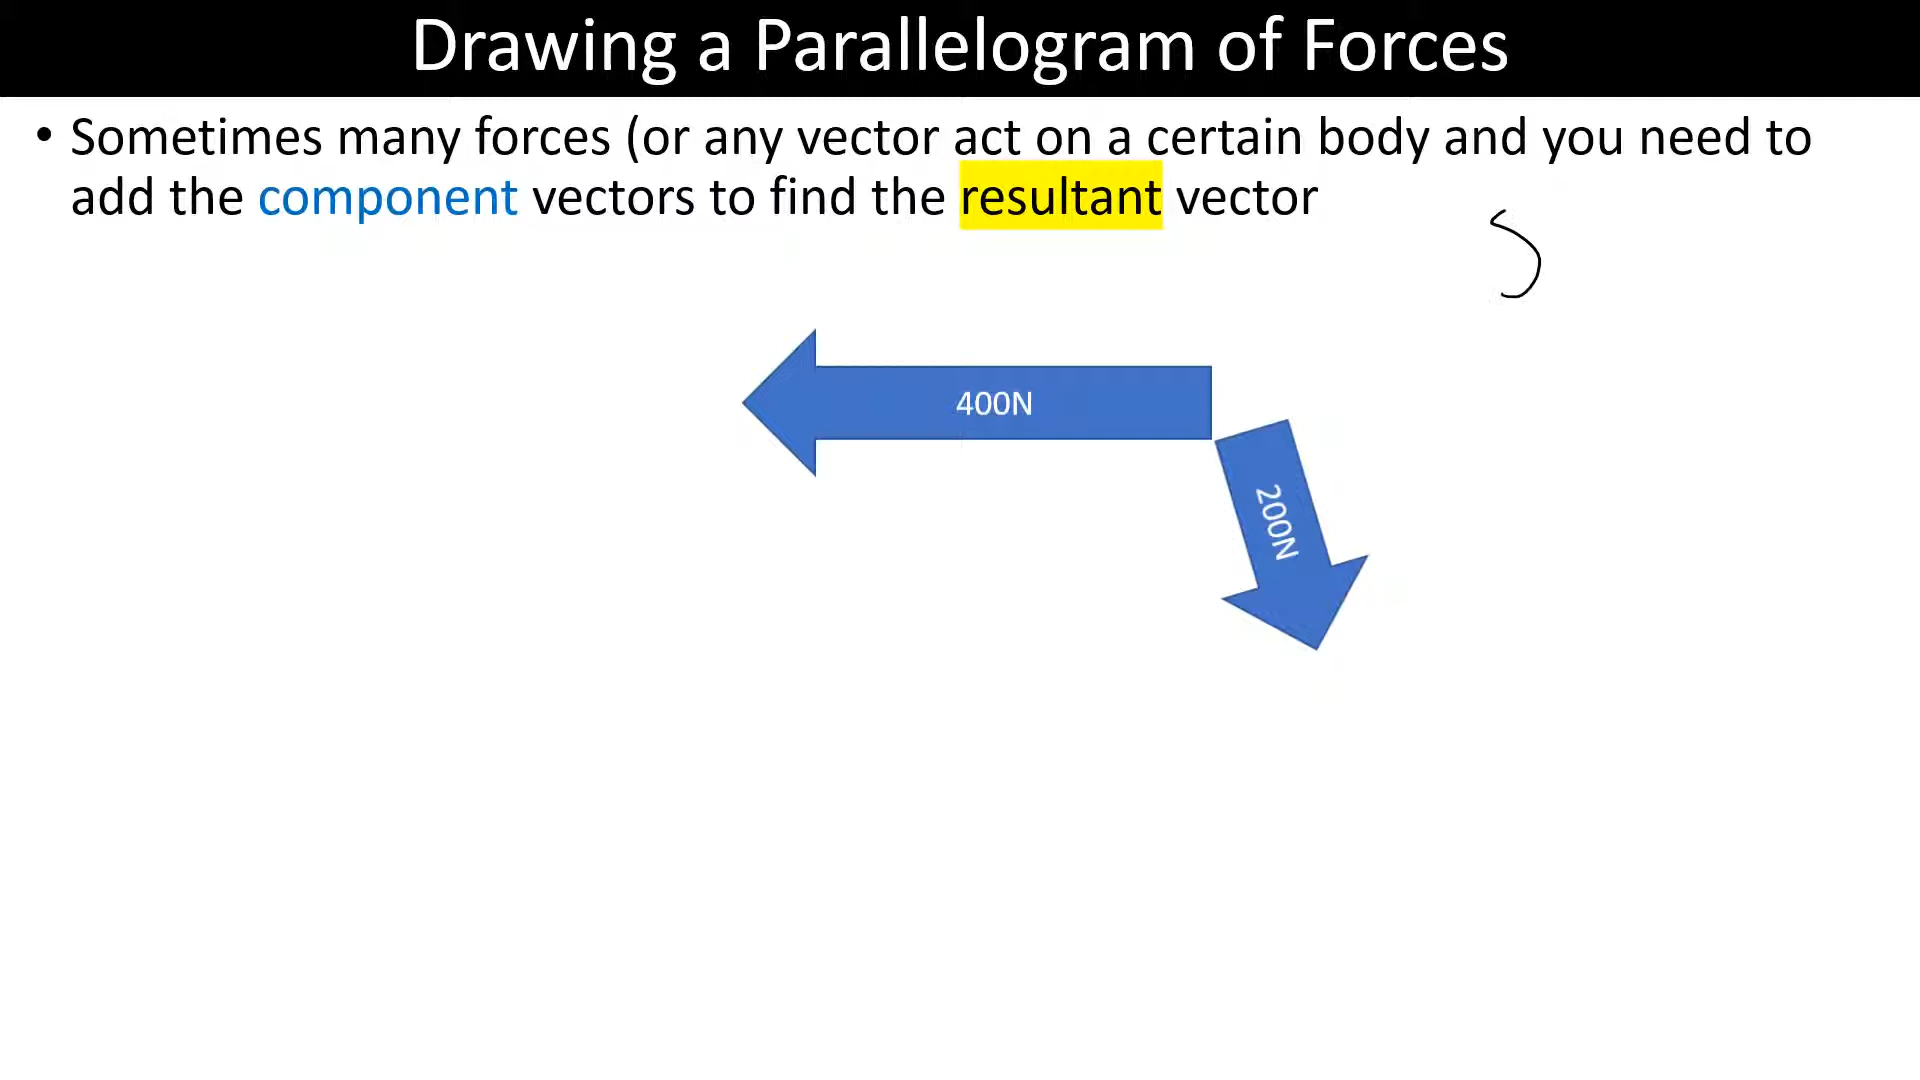 Drawing a Parallelogram of Forces
• Sometimes many forces (or any vector act on a certain body and you need to
add the component vectors to find the resultant vector
400N
200N